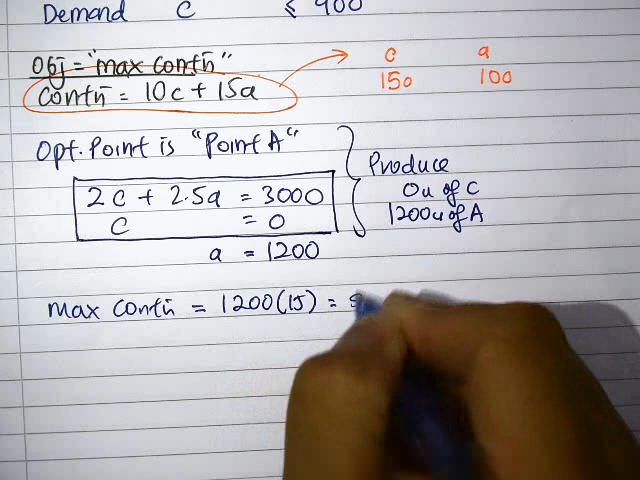 Demand C ≤ 900
Obj = "max contn̄"
contn̄ = 10c + 15a
c a
150 100
Opt. Point is "Point A"
2c + 2.5a = 3000
c = 0
a = 1200
Produce
0u of C
1200u of A
max contn̄ = 1200(15) =